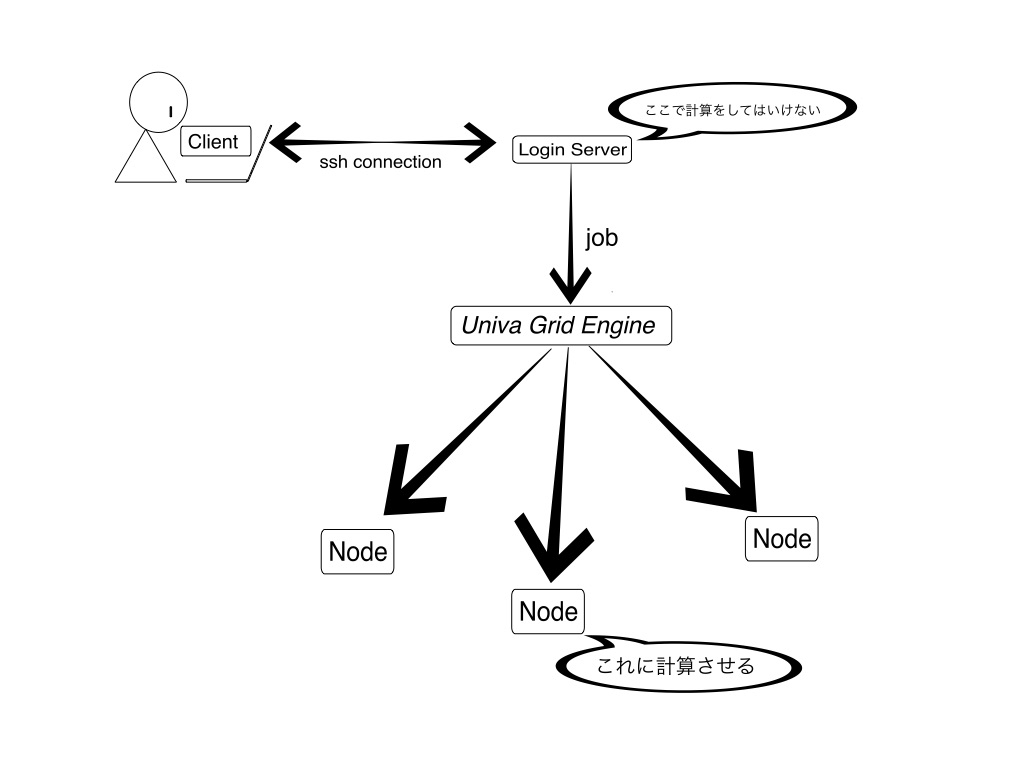 ここで計算をしてはいけない
Client
Login Server
ssh connection
job
Univa Grid Engine
Node
Node
Node
これに計算させる